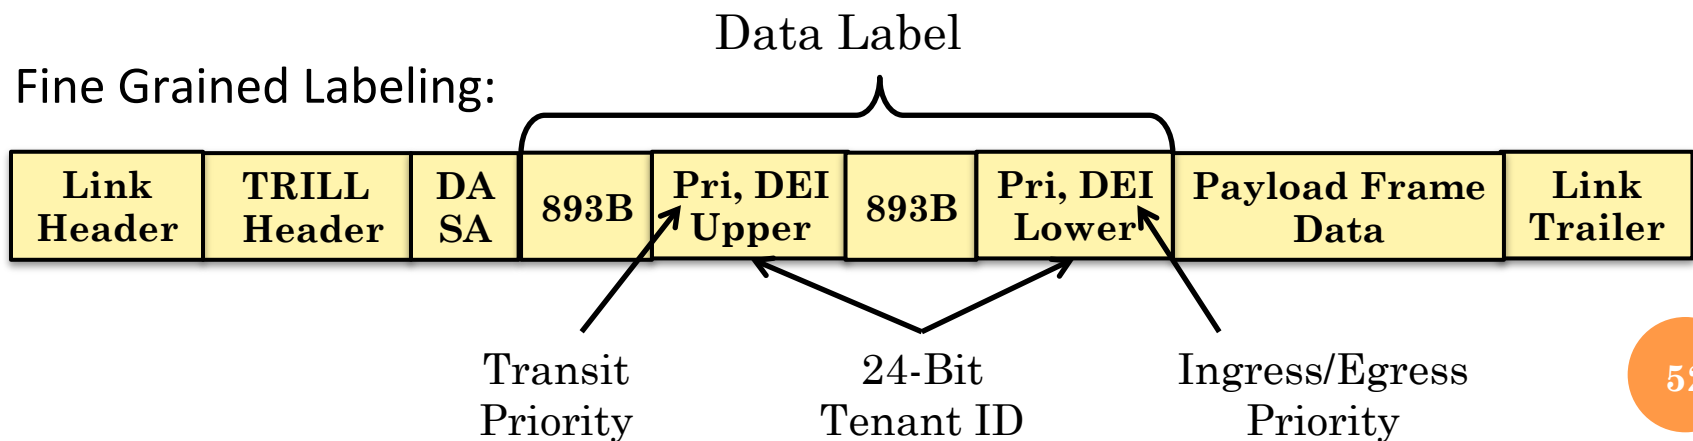 Data Label
Fine Grained Labeling:
Link Header
TRILL Header
DA SA
893B
Pri, DEI Upper
893B
Pri, DEI Lower
Payload Frame Data
Link Trailer
Transit Priority
24-Bit Tenant ID
Ingress/Egress Priority